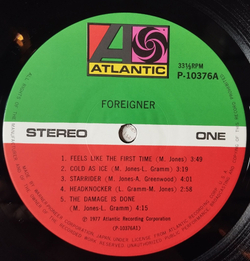 ATLANTIC
33⅓RPM
P-10376A
FOREIGNER
STEREO
ONE
1. FEELS LIKE THE FIRST TIME (M. Jones) 3:49
2. COLD AS ICE (M. Jones-L. Gramm) 3:19
3. STARRIDER (M. Jones-A. Greenwood) 4:01
4. HEADKNOCKER (L. Gramm-M. Jones) 2:58
5. THE DAMAGE IS DONE
(M. Jones-L. Gramm) 4:15
℗ 1977 Atlantic Recording Corporation
(P-10376A1)